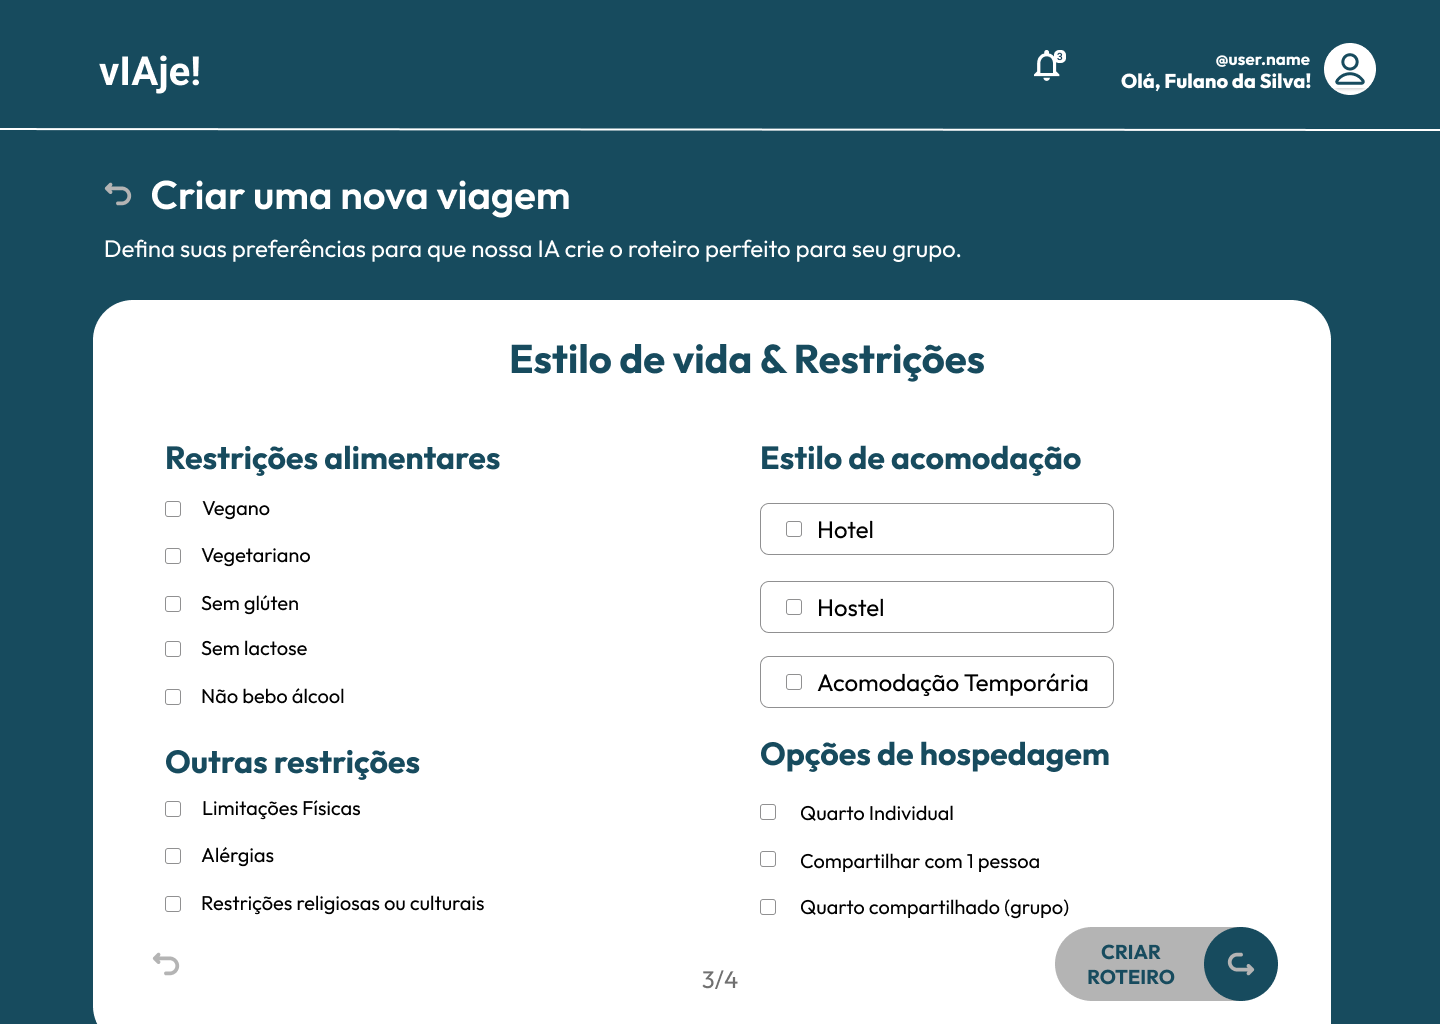 vIAje!
3
@user.name
Olá, Fulano da Silva!
Criar uma nova viagem
Defina suas preferências para que nossa IA crie o roteiro perfeito para seu grupo.
Estilo de vida & Restrições
Restrições alimentares
Vegano
Vegetariano
Sem glúten
Sem lactose
Não bebo álcool
Outras restrições
Limitações Físicas
Alérgias
Restrições religiosas ou culturais
Estilo de acomodação
Hotel
Hostel
Acomodação Temporária
Opções de hospedagem
Quarto Individual
Compartilhar com 1 pessoa
Quarto compartilhado (grupo)
3/4
CRIAR
ROTEIRO